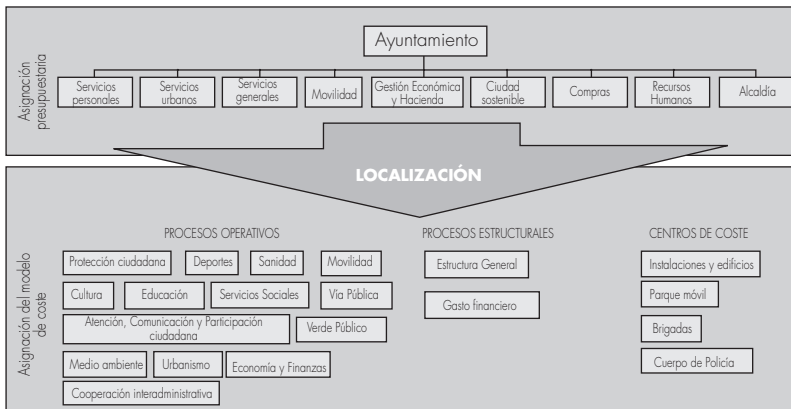 Asignación
presupuestaria
Ayuntamiento
Servicios
personales
Servicios
urbanos
Servicios
generales
Movilidad
Gestión Económica
y Hacienda
Ciudad
sostenible
Compras
Recursos
Humanos
Alcaldía
LOCALIZACIÓN
Asignación del modelo
de coste
PROCESOS OPERATIVOS
Protección ciudadana
Deportes
Sanidad
Movilidad
Cultura
Educación
Servicios Sociales
Vía Pública
Atención, Comunicación y Participación
ciudadana
Verde Público
Medio ambiente
Urbanismo
Economía y Finanzas
Cooperación interadministrativa
PROCESOS ESTRUCTURALES
Estructura General
Gasto financiero
CENTROS DE COSTE
Instalaciones y edificios
Parque móvil
Brigadas
Cuerpo de Policía